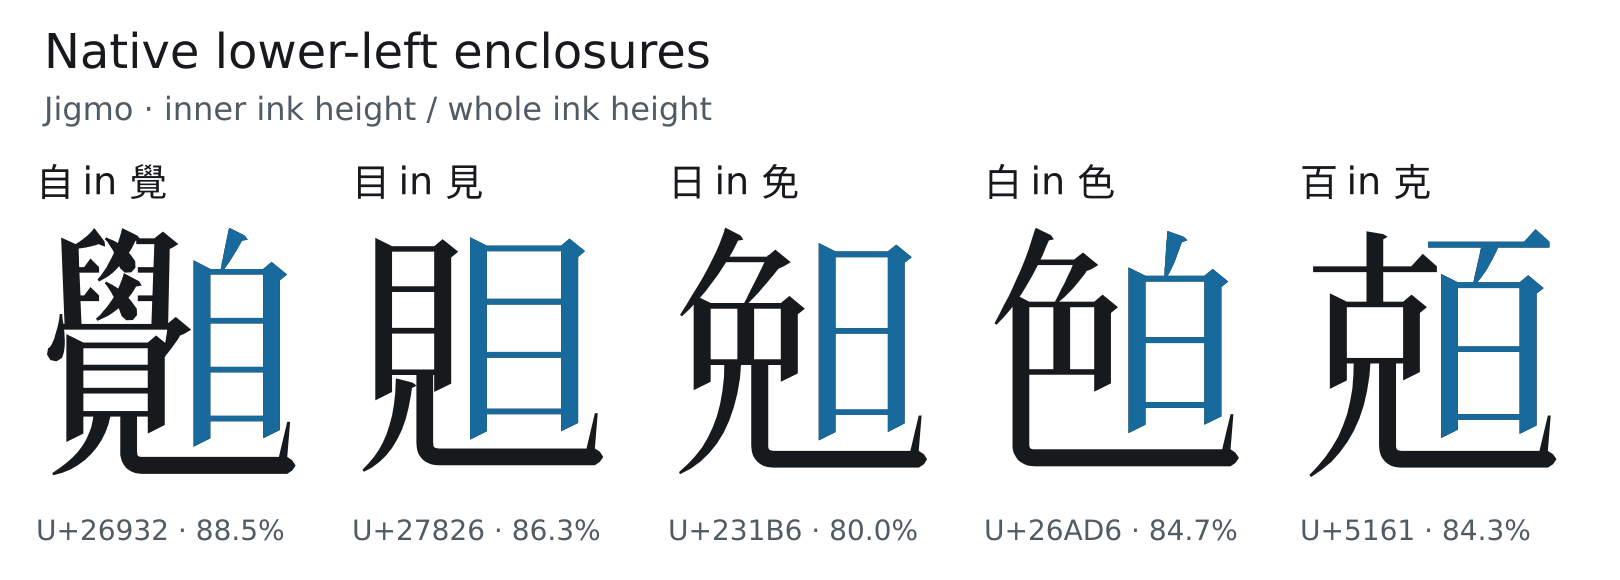 Native lower-left enclosures
Jigmo · inner ink height / whole ink height
自 in 覺 目 in 見 日 in 免 白 in 色 百 in 克
𦤲 𧠦 𣆶 𦫖 兡
U+26932 · 88.5% U+27826 · 86.3% U+231B6 · 80.0% U+26AD6 · 84.7% U+5161 · 84.3%